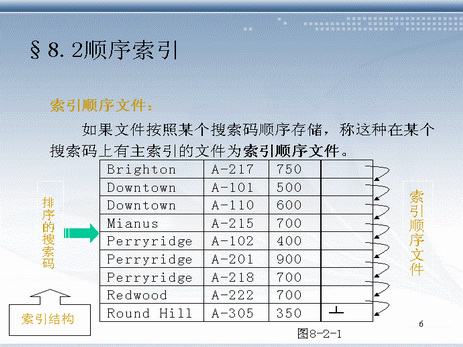 §8.2顺序索引
索引顺序文件：
如果文件按照某个搜索码顺序存储，称这种在某个
搜索码上有主索引的文件为索引顺序文件。
Brighton A-217 750
Downtown A-101 500
Downtown A-110 600
Mianus A-215 700
Perryridge A-102 400
Perryridge A-201 900
Perryridge A-218 700
Redwood A-222 700
Round Hill A-305 350
排序的搜索码
索引结构
索引顺序文件
图8-2-1
6